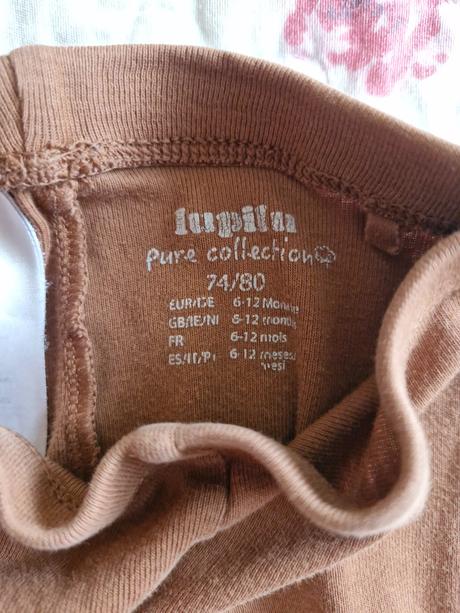 lupilu
pure collection
74/80
EUR/DE 6-12 Monate
GB/IE/NI 6-12 months
FR 6-12 mois
ES/IT/PT 6-12 meses/
mesi